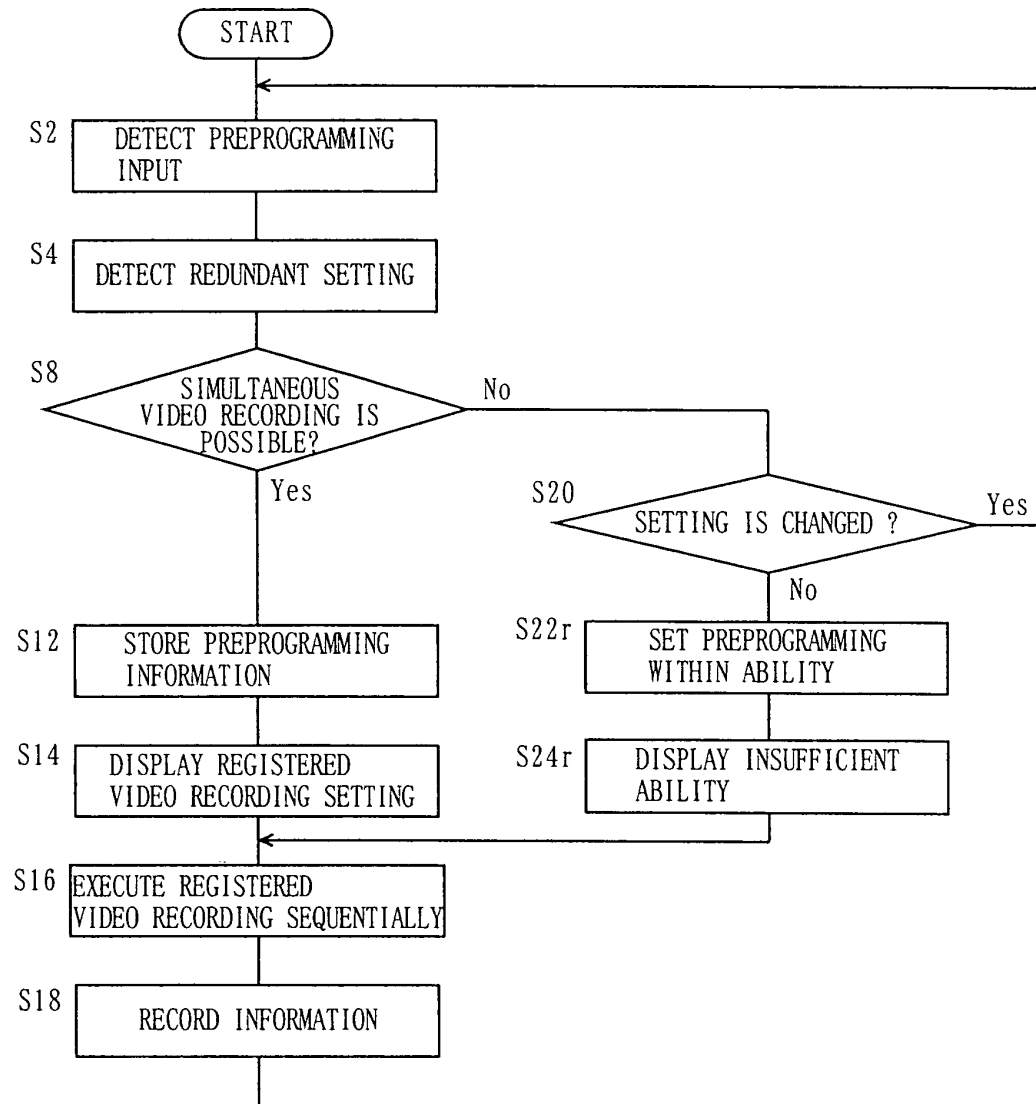 START
S2
DETECT PREPROGRAMMING
INPUT
S4
DETECT REDUNDANT SETTING
S8
SIMULTANEOUS
VIDEO RECORDING IS
POSSIBLE?
No
Yes
S20
SETTING IS CHANGED ?
Yes
No
S12
STORE PREPROGRAMMING
INFORMATION
S22r
SET PREPROGRAMMING
WITHIN ABILITY
S14
DISPLAY REGISTERED
VIDEO RECORDING SETTING
S24r
DISPLAY INSUFFICIENT
ABILITY
S16
EXECUTE REGISTERED
VIDEO RECORDING SEQUENTIALLY
S18
RECORD INFORMATION